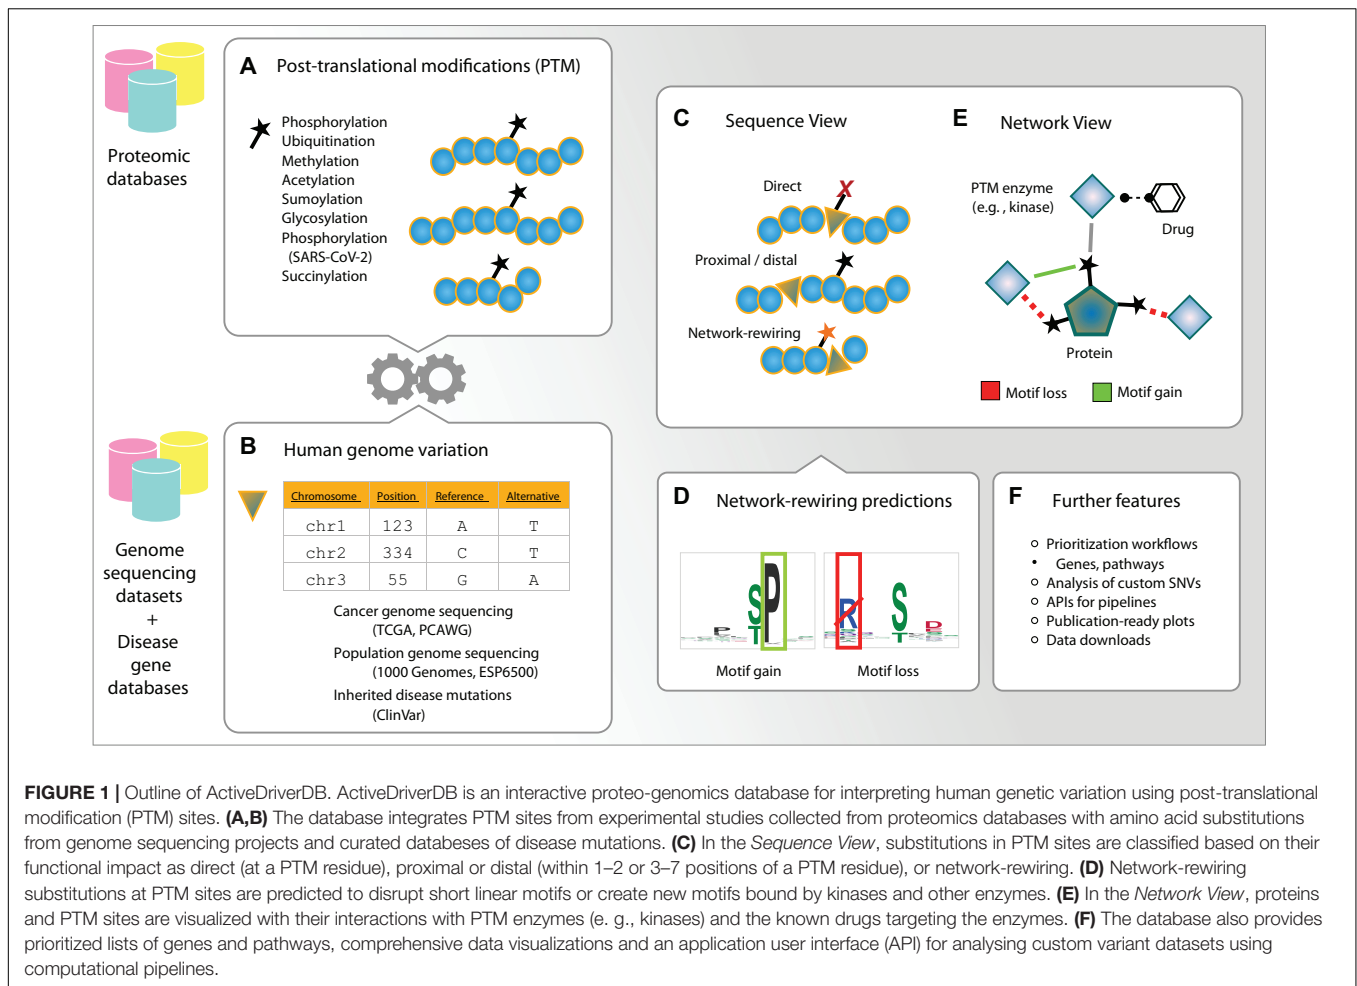 Proteomic
databases
A Post-translational modifications (PTM)
Phosphorylation
Ubiquitination
Methylation
Acetylation
Sumoylation
Glycosylation
Phosphorylation
(SARS-CoV-2)
Succinylation
Genome
sequencing
datasets
+
Disease
gene
databases
B Human genome variation
Chromosome Position Reference Alternative
chr1 123 A T
chr2 334 C T
chr3 55 G A
Cancer genome sequencing
(TCGA, PCAWG)
Population genome sequencing
(1000 Genomes, ESP6500)
Inherited disease mutations
(ClinVar)
C Sequence View
Direct
X
Proximal / distal
Network-rewiring
E Network View
PTM enzyme
(e.g., kinase)
Drug
Protein
Motif loss Motif gain
D Network-rewiring predictions
S P
T
R S
T
Motif gain Motif loss
F Further features
Prioritization workflows
Genes, pathways
Analysis of custom SNVs
APIs for pipelines
Publication-ready plots
Data downloads
FIGURE 1 | Outline of ActiveDriverDB. ActiveDriverDB is an interactive proteo-genomics database for interpreting human genetic variation using post-translational
modification (PTM) sites. (A,B) The database integrates PTM sites from experimental studies collected from proteomics databases with amino acid substitutions
from genome sequencing projects and curated databeses of disease mutations. (C) In the Sequence View, substitutions in PTM sites are classified based on their
functional impact as direct (at a PTM residue), proximal or distal (within 1–2 or 3–7 positions of a PTM residue), or network-rewiring. (D) Network-rewiring
substitutions at PTM sites are predicted to disrupt short linear motifs or create new motifs bound by kinases and other enzymes. (E) In the Network View, proteins
and PTM sites are visualized with their interactions with PTM enzymes (e. g., kinases) and the known drugs targeting the enzymes. (F) The database also provides
prioritized lists of genes and pathways, comprehensive data visualizations and an application user interface (API) for analysing custom variant datasets using
computational pipelines.